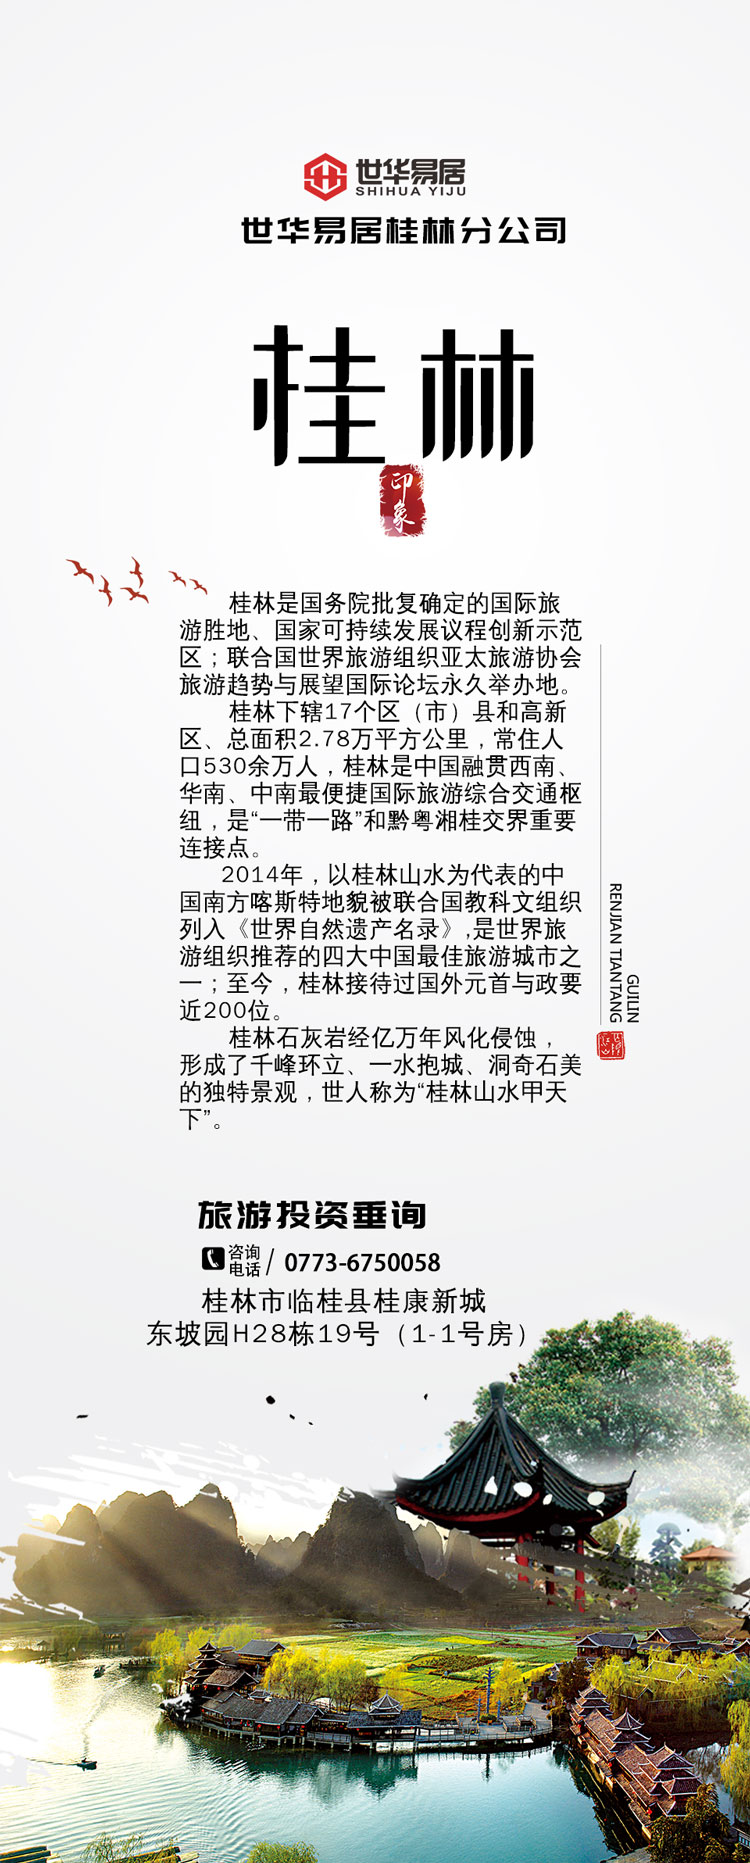 世华易居
SHIHUA YIJU
世华易居桂林分公司
桂林
印象
桂林是国务院批复确定的国际旅
游胜地、国家可持续发展议程创新示范
区；联合国世界旅游组织亚太旅游协会
旅游趋势与展望国际论坛永久举办地。
桂林下辖17个区（市）县和高新
区、总面积2.78万平方公里，常住人
口530余万人，桂林是中国融贯西南、
华南、中南最便捷国际旅游综合交通枢
纽，是“一带一路”和黔粤湘桂交界重要
连接点。
2014年，以桂林山水为代表的中
国南方喀斯特地貌被联合国教科文组织
列入《世界自然遗产名录》,是世界旅
游组织推荐的四大中国最佳旅游城市之
一；至今，桂林接待过国外元首与政要
近200位。
桂林石灰岩经亿万年风化侵蚀，
形成了千峰环立、一水抱城、洞奇石美
的独特景观，世人称为“桂林山水甲天
下”。
GUILIN
RENJIAN TIANTANG
旅游投资垂询
咨询
电话/ 0773-6750058
桂林市临桂县桂康新城
东坡园H28栋19号（1-1号房）